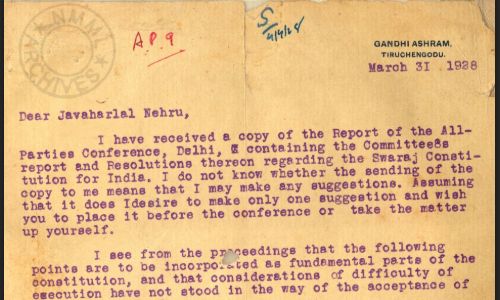 N.M.M.L.
ARCHIVES
A.P.9
S
4/4/28
GANDHI ASHRAM,
TIRUCHENGODU.
March 31 1928
Dear Javaharlal Nehru,
I have received a copy of the Report of the All-
Parties Conference, Delhi, & containing the Committee8s
report and Resolutions thereon regarding the Swaraj Consti-
tution for India. I do not know whether the sending of the
copy to me means that I may make any suggestions. Assuming
that it does Idesire to make only one suggestion and wish
you to place it before the conference or take the matter
up yourself.
I see from the proceedings that the following
points are to be incorporated as fundamental parts of the
constitution, and that considerations of difficulty of
execution have not stood in the way of the acceptance of